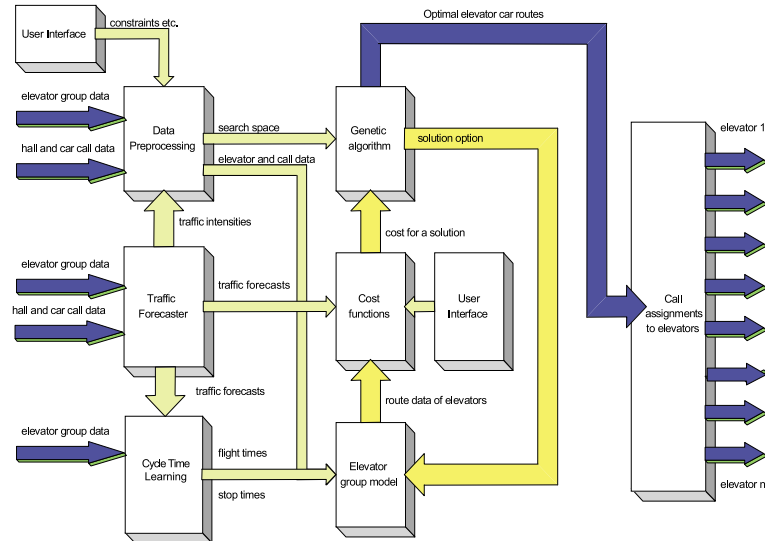 Optimal elevator car routes
constraints etc.
User Interface
elevator group data
hall and car call data
Data
Preprocessing
search space
elevator and call data
Genetic
algorithm
solution option
traffic intensities
cost for a solution
elevator group data
hall and car call data
Traffic
Forecaster
traffic forecasts
Cost
functions
User
Interface
traffic forecasts
route data of elevators
elevator group data
Cycle Time
Learning
flight times
stop times
Elevator
group model
Call
assignments
to elevators
elevator 1
elevator n